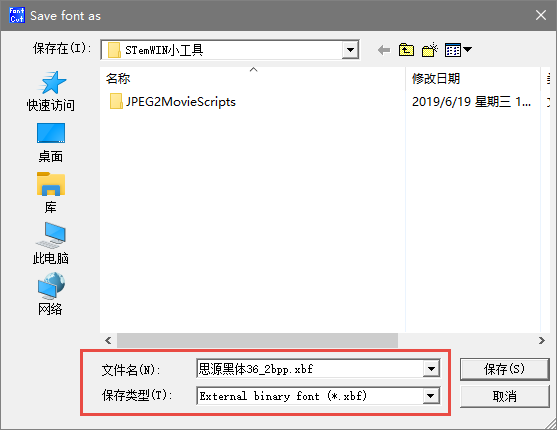 Font Cvt Save font as
保存在(I): STemWIN小工具
名称 修改日期
JPEG2MovieScripts 2019/6/19 星期三 1...
快速访问
桌面
库
此电脑
网络
文件名(N): 思源黑体36_2bpp.xbf 保存(S)
保存类型(T): External binary font (*.xbf) 取消